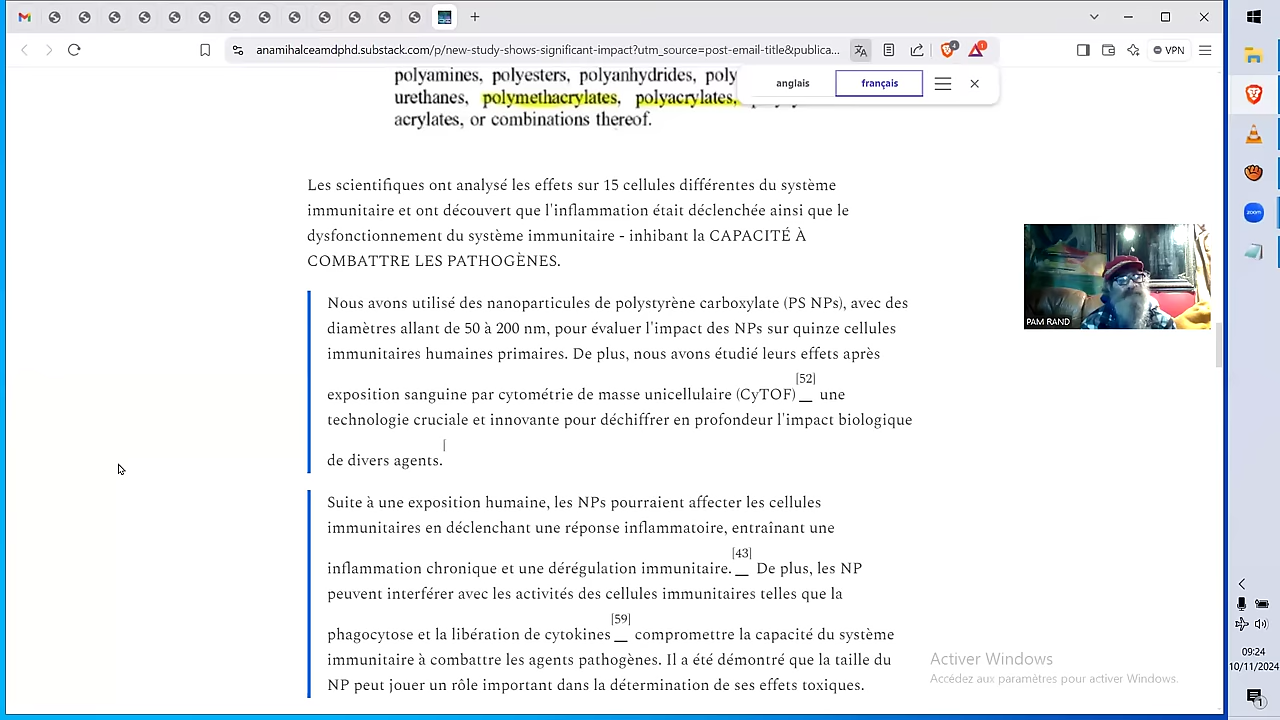 anamihalceamdphd.substack.com/p/new-study-shows-significant-impact?utm_source=post-email-title&publica...
4
1
VPN
anglais
français
polyamines, polyesters, polyanhydrides,
urethanes, polymethacrylates, polyacrylates,
acrylates, or combinations thereof.
Les scientifiques ont analysé les effets sur 15 cellules différentes du système
immunitaire et ont découvert que l'inflammation était déclenchée ainsi que le
dysfonctionnement du système immunitaire - inhibant la CAPACITÉ À
COMBATTRE LES PATHOGÈNES.
Nous avons utilisé des nanoparticules de polystyrène carboxylate (PS NPs), avec des
diamètres allant de 50 à 200 nm, pour évaluer l'impact des NPs sur quinze cellules
immunitaires humaines primaires. De plus, nous avons étudié leurs effets après
exposition sanguine par cytométrie de masse unicellulaire (CyTOF)[52] une
technologie cruciale et innovante pour déchiffrer en profondeur l'impact biologique
de divers agents.[
Suite à une exposition humaine, les NPs pourraient affecter les cellules
immunitaires en déclenchant une réponse inflammatoire, entraînant une
inflammation chronique et une dérégulation immunitaire.[43] De plus, les NP
peuvent interférer avec les activités des cellules immunitaires telles que la
phagocytose et la libération de cytokines[59] compromettre la capacité du système
immunitaire à combattre les agents pathogènes. Il a été démontré que la taille du
NP peut jouer un rôle important dans la détermination de ses effets toxiques.
PAM RAND
Activer Windows
Accédez aux paramètres pour activer Windows.
zoom
09:24
10/11/2024
1